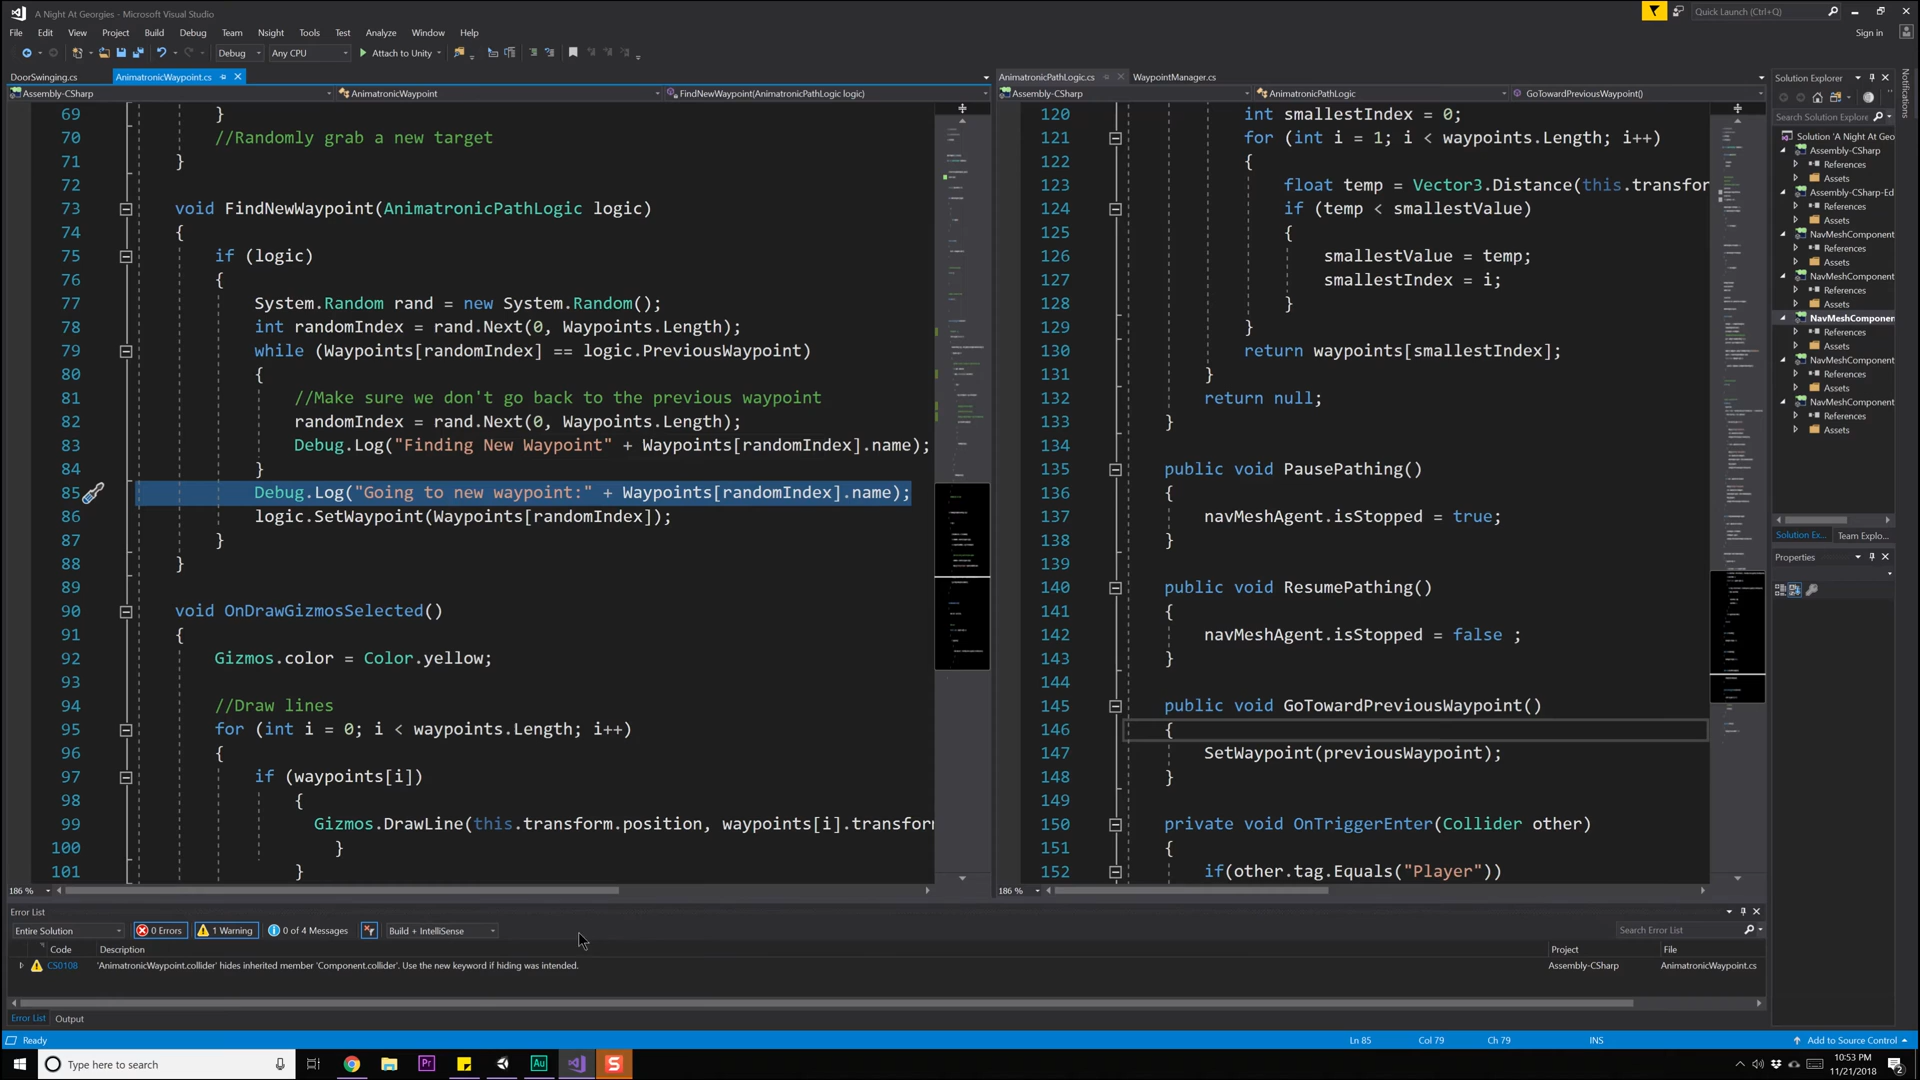 A Night At Georgies - Microsoft Visual Studio
Quick Launch (Ctrl+Q)
File Edit View Project Build Debug Team Nsight Tools Test Analyze Window Help
Sign in
Debug Any CPU Attach to Unity
DoorSwinging.cs AnimatronicWaypoint.cs
Assembly-CSharp AnimatronicWaypoint FindNewWaypoint(AnimatronicPathLogic logic)
69 }
70 //Randomly grab a new target
71 }
72
73 void FindNewWaypoint(AnimatronicPathLogic logic)
74 {
75 if (logic)
76 {
77 System.Random rand = new System.Random();
78 int randomIndex = rand.Next(0, Waypoints.Length);
79 while (Waypoints[randomIndex] == logic.PreviousWaypoint)
80 {
81 //Make sure we don't go back to the previous waypoint
82 randomIndex = rand.Next(0, Waypoints.Length);
83 Debug.Log("Finding New Waypoint" + Waypoints[randomIndex].name);
84 }
85 Debug.Log("Going to new waypoint:" + Waypoints[randomIndex].name);
86 logic.SetWaypoint(Waypoints[randomIndex]);
87 }
88 }
89
90 void OnDrawGizmosSelected()
91 {
92 Gizmos.color = Color.yellow;
93
94 //Draw lines
95 for (int i = 0; i < waypoints.Length; i++)
96 {
97 if (waypoints[i])
98 {
99 Gizmos.DrawLine(this.transform.position, waypoints[i].transfor
100 }
101 }
186 %
AnimatronicPathLogic.cs WaypointManager.cs
Assembly-CSharp AnimatronicPathLogic GoTowardPreviousWaypoint()
120 int smallestIndex = 0;
121 for (int i = 1; i < waypoints.Length; i++)
122 {
123 float temp = Vector3.Distance(this.transfor
124 if (temp < smallestValue)
125 {
126 smallestValue = temp;
127 smallestIndex = i;
128 }
129 }
130 return waypoints[smallestIndex];
131 }
132 return null;
133 }
134
135 public void PausePathing()
136 {
137 navMeshAgent.isStopped = true;
138 }
139
140 public void ResumePathing()
141 {
142 navMeshAgent.isStopped = false ;
143 }
144
145 public void GoTowardPreviousWaypoint()
146 {
147 SetWaypoint(previousWaypoint);
148 }
149
150 private void OnTriggerEnter(Collider other)
151 {
152 if(other.tag.Equals("Player"))
186 %
Solution Explorer
Search Solution Explore
Solution 'A Night At Geo
Assembly-CSharp
References
Assets
Assembly-CSharp-Ed
References
Assets
NavMeshComponent
References
Assets
NavMeshComponent
References
Assets
NavMeshComponen
References
Assets
NavMeshComponent
References
Assets
NavMeshComponent
References
Assets
Solution Ex... Team Explo...
Properties
Notifications
Error List
Entire Solution 0 Errors 1 Warning 0 of 4 Messages Build + IntelliSense Search Error List
Code Description Project File
CS0108 'AnimatronicWaypoint.collider' hides inherited member 'Component.collider'. Use the new keyword if hiding was intended. Assembly-CSharp AnimatronicWaypoint.cs
Error List Output
Ready Ln 85 Col 79 Ch 79 INS Add to Source Control
Type here to search Pr Au S 10:53 PM
11/21/2018 2